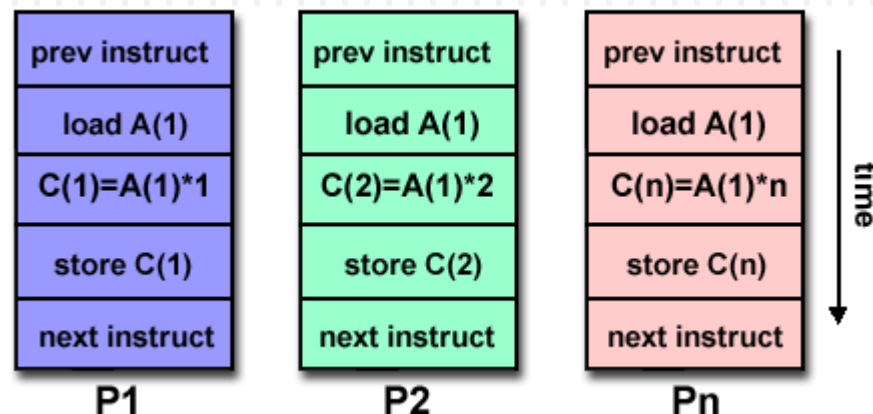 prev instruct
load A(1)
C(1)=A(1)*1
store C(1)
next instruct
P1
prev instruct
load A(1)
C(2)=A(1)*2
store C(2)
next instruct
P2
prev instruct
load A(1)
C(n)=A(1)*n
store C(n)
next instruct
Pn
time